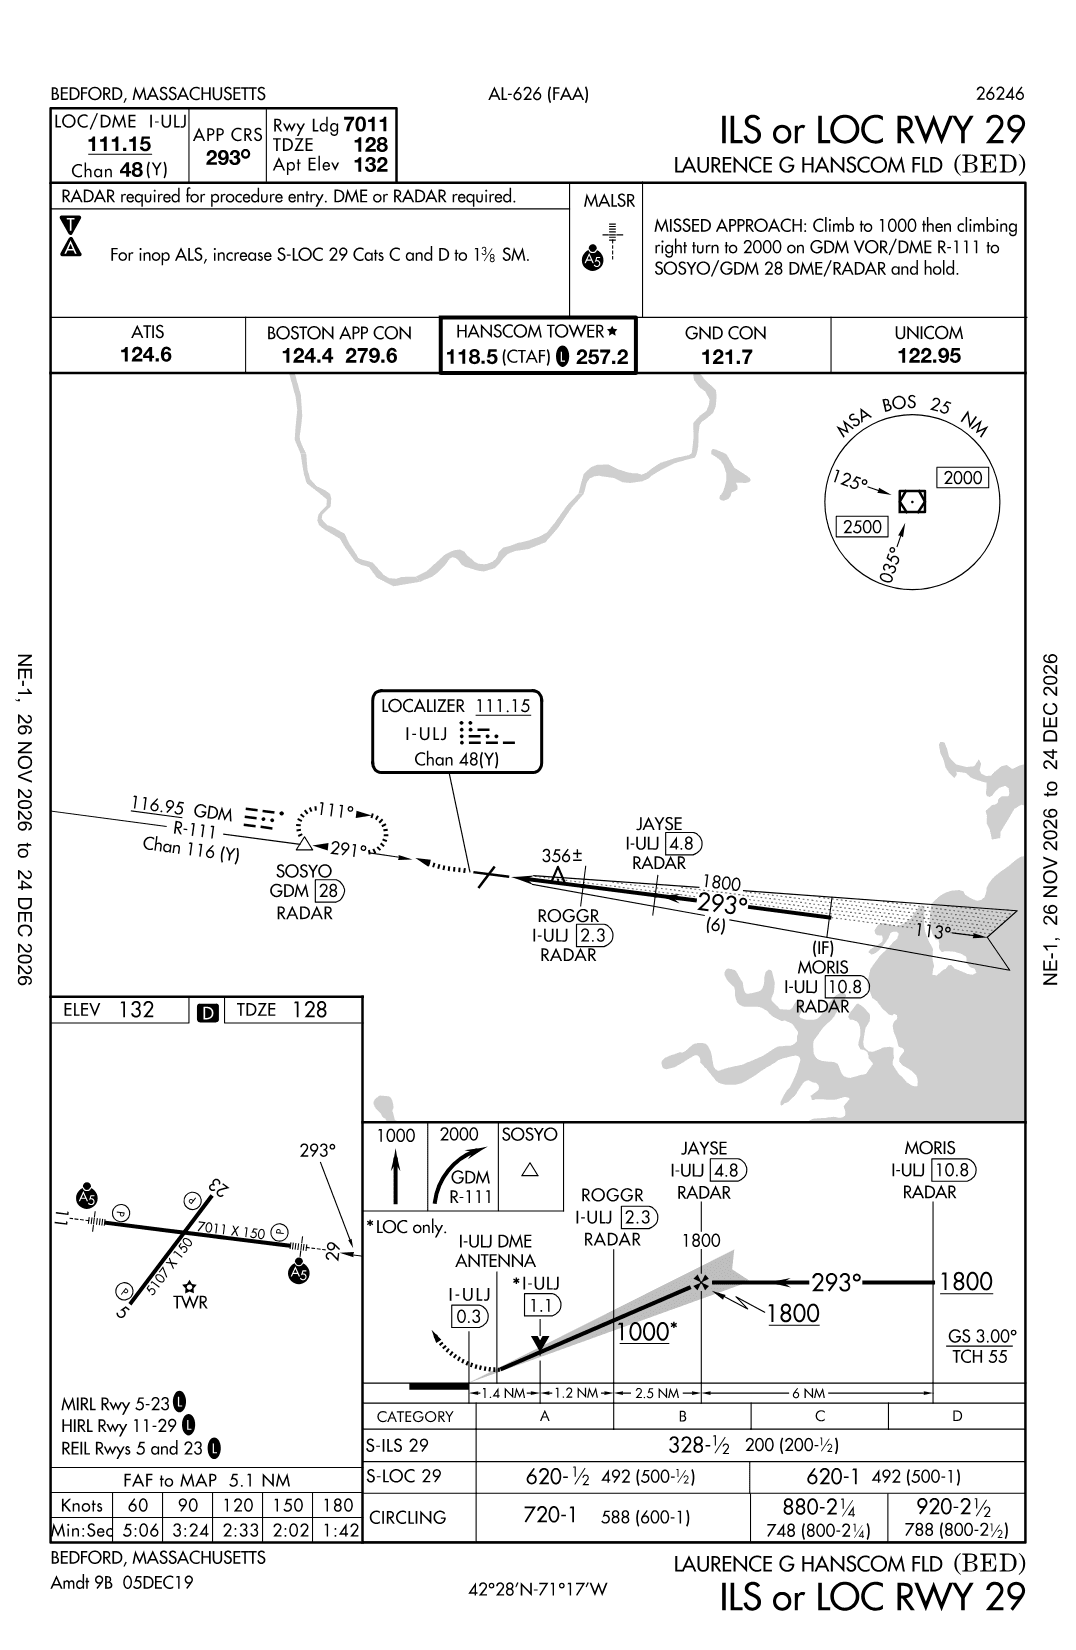 BEDFORD, MASSACHUSETTS
AL-626 (FAA)
26246
LOC/DME I-ULJ
111.15
Chan 48 (Y)
APP CRS
293°
Rwy Ldg 7011
TDZE 128
Apt Elev 132
ILS or LOC RWY 29
LAURENCE G HANSCOM FLD (BED)
RADAR required for procedure entry. DME or RADAR required.
T
A
For inop ALS, increase S-LOC 29 Cats C and D to 1⅜ SM.
MALSR
A5
MISSED APPROACH: Climb to 1000 then climbing
right turn to 2000 on GDM VOR/DME R-111 to
SOSYO/GDM 28 DME/RADAR and hold.
ATIS
124.6
BOSTON APP CON
124.4 279.6
HANSCOM TOWER★
118.5 (CTAF) L 257.2
GND CON
121.7
UNICOM
122.95
MSA BOS 25 NM
125°
2000
2500
035°
NE-1, 26 NOV 2026 to 24 DEC 2026
NE-1, 26 NOV 2026 to 24 DEC 2026
LOCALIZER 111.15
I-ULJ
Chan 48(Y)
116.95 GDM
R-111
Chan 116 (Y)
111°
291°
SOSYO
GDM 28
RADAR
356±
JAYSE
I-ULJ 4.8
RADAR
1800
293°
(6)
ROGGR
I-ULJ 2.3
RADAR
113°
(IF)
MORIS
I-ULJ 10.8
RADAR
ELEV 132
D
TDZE 128
293°
A5
P
P
23
11
7011 X 150
P
29
A5
5107 X 150
P
5
TWR
MIRL Rwy 5-23 L
HIRL Rwy 11-29 L
REIL Rwys 5 and 23 L
FAF to MAP 5.1 NM
Knots 60 90 120 150 180
Min:Sec 5:06 3:24 2:33 2:02 1:42
1000
2000
GDM
R-111
SOSYO
*LOC only.
I-ULJ DME
ANTENNA
I-ULJ
0.3
*I-ULJ
1.1
ROGGR
I-ULJ 2.3
RADAR
JAYSE
I-ULJ 4.8
RADAR
1800
MORIS
I-ULJ 10.8
RADAR
293°
1800
1800
1000*
GS 3.00°
TCH 55
1.4 NM
1.2 NM
2.5 NM
6 NM
CATEGORY A B C D
S-ILS 29 328-½ 200 (200-½)
S-LOC 29 620-½ 492 (500-½) 620-1 492 (500-1)
CIRCLING 720-1 588 (600-1)
880-2¼
748 (800-2¼)
920-2½
788 (800-2½)
BEDFORD, MASSACHUSETTS
Amdt 9B 05DEC19
42°28'N-71°17'W
LAURENCE G HANSCOM FLD (BED)
ILS or LOC RWY 29